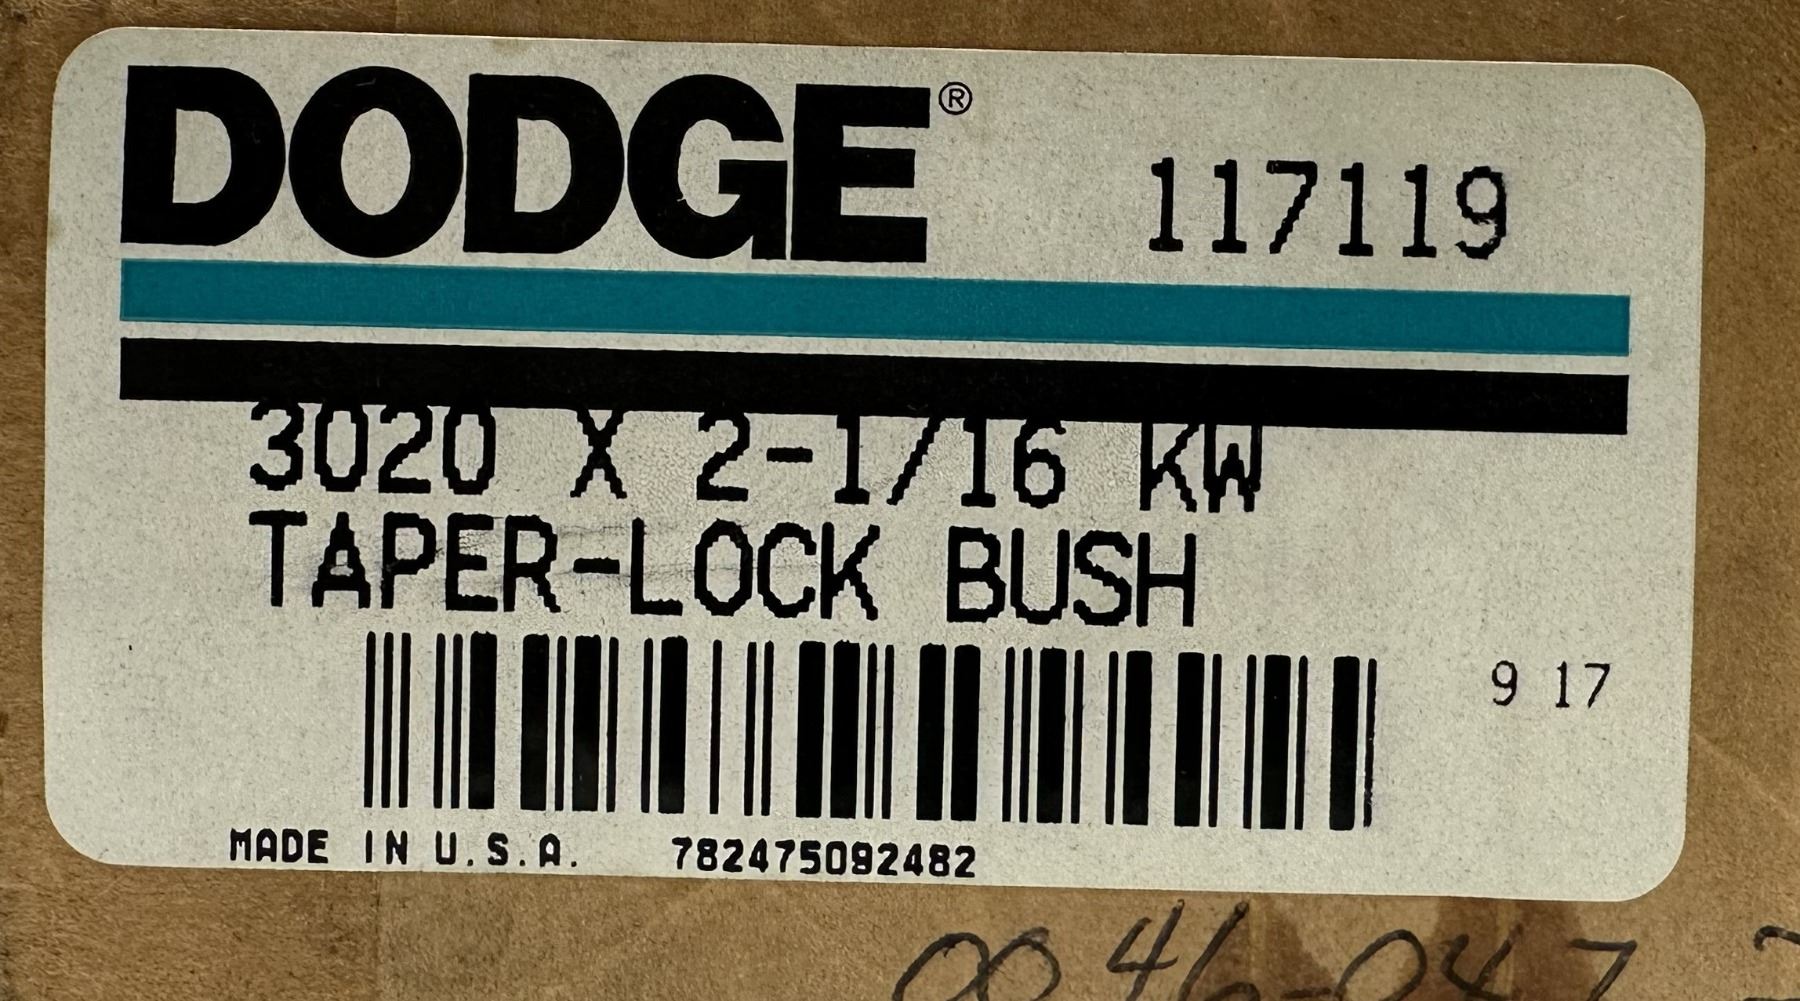 DODGE®
117119
3020 X 2-1/16 KW
TAPER-LOCK BUSH
9 17
MADE IN U.S.A. 782475092482